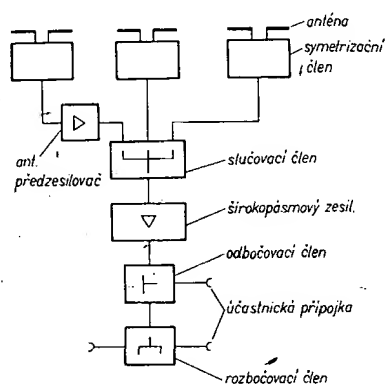 anténa
symetrizační
člen
ant.
předzesilovač
slučovací člen
širokopásmový zesil.
odbočovací člen
účastnická přípojka
rozbočovací člen